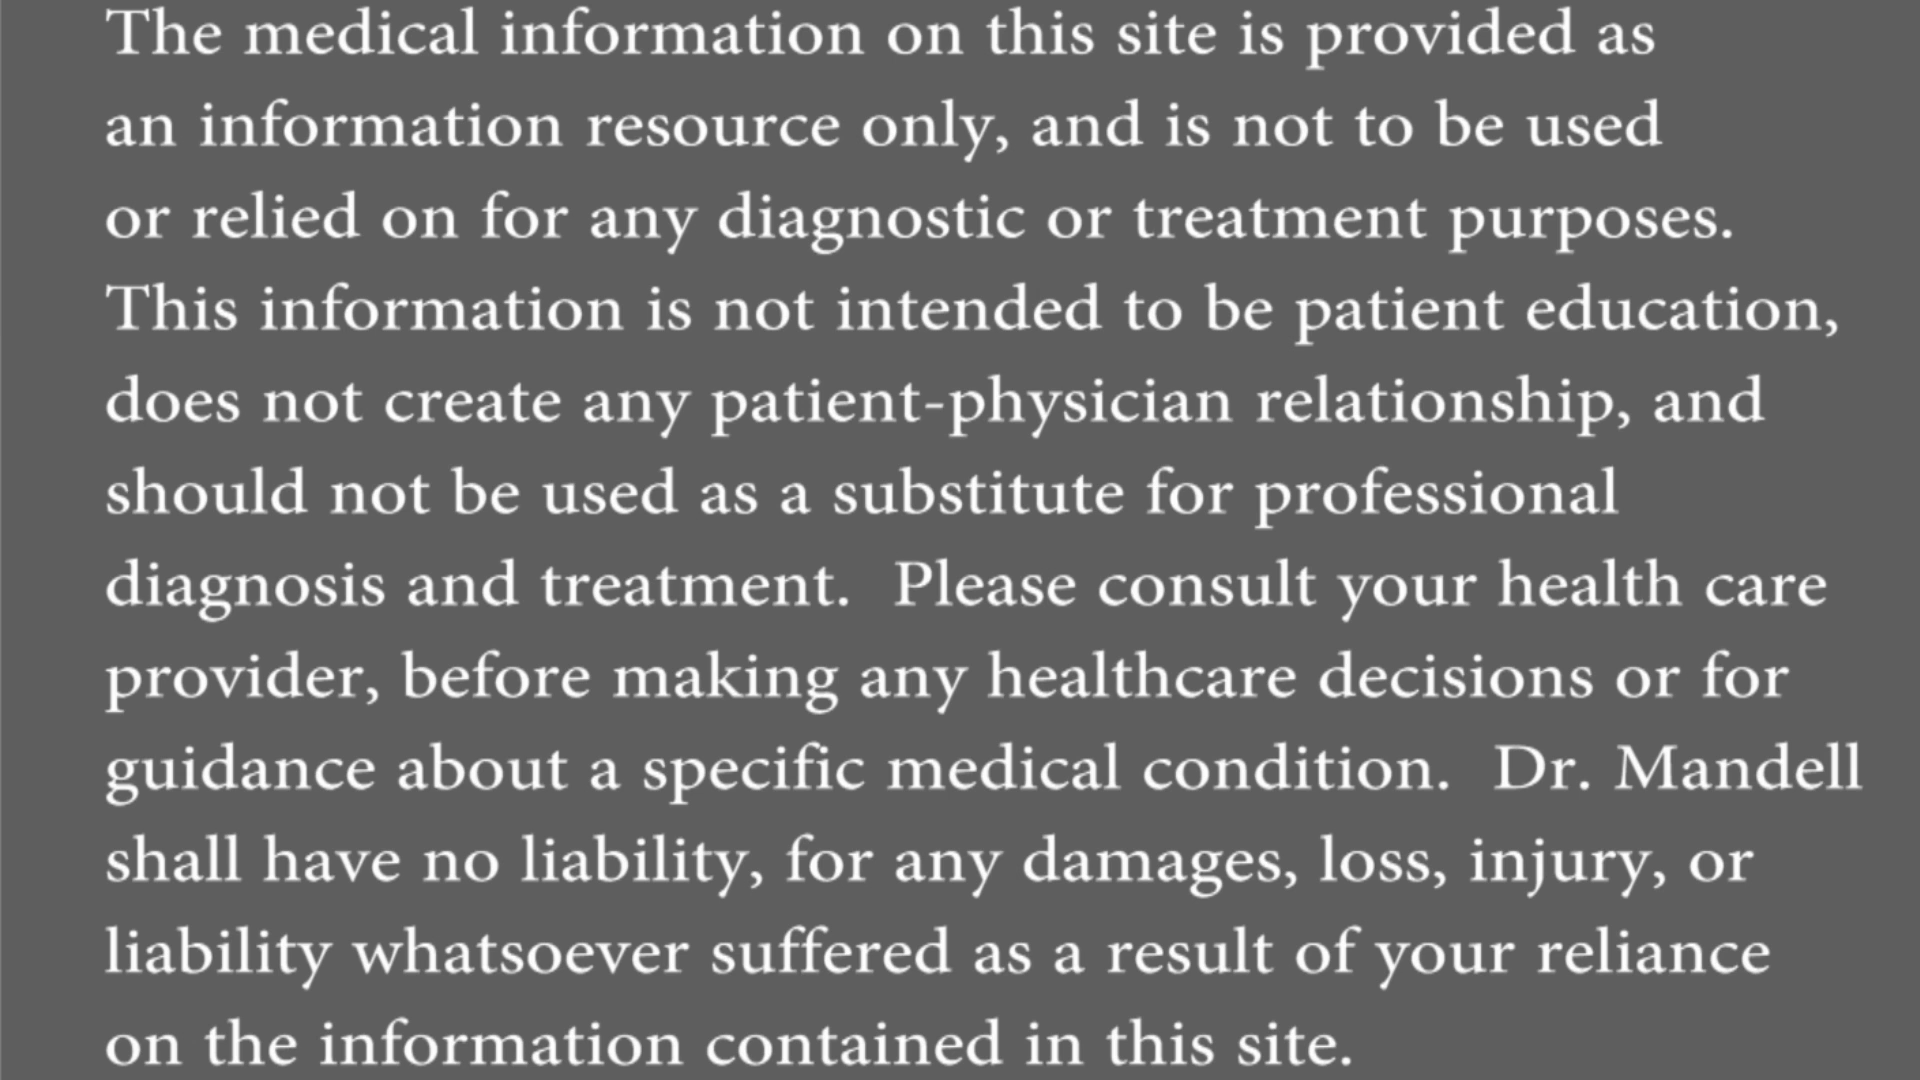 The medical information on this site is provided as
an information resource only, and is not to be used
or relied on for any diagnostic or treatment purposes.
This information is not intended to be patient education,
does not create any patient-physician relationship, and
should not be used as a substitute for professional
diagnosis and treatment.  Please consult your health care
provider, before making any healthcare decisions or for
guidance about a specific medical condition.  Dr. Mandell
shall have no liability, for any damages, loss, injury, or
liability whatsoever suffered as a result of your reliance
on the information contained in this site.